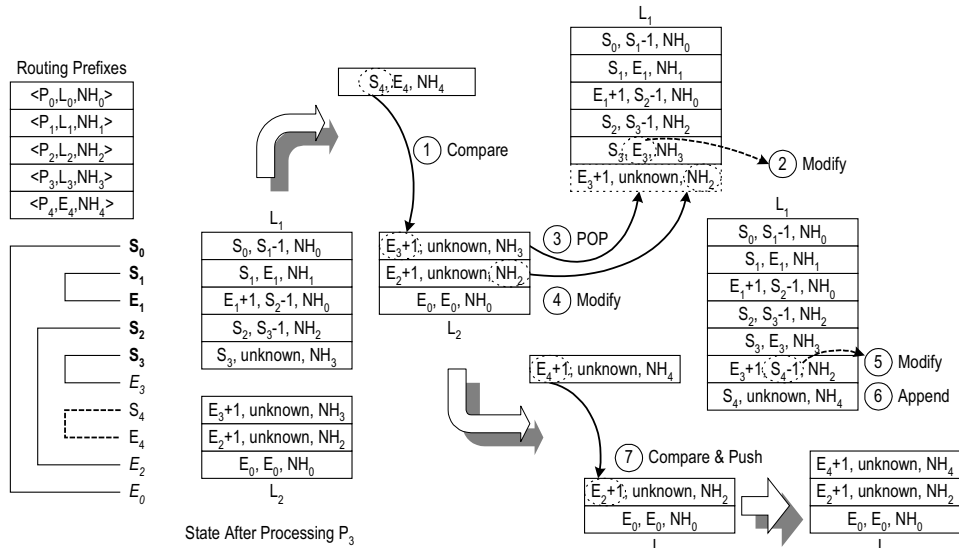 Routing Prefixes
<P0,L0,NH0>
<P1,L1,NH1>
<P2,L2,NH2>
<P3,L3,NH3>
<P4,E4,NH4>
S0
S1
E1
S2
S3
E3
S4
E4
E2
E0
L1
S0, S1-1, NH0
S1, E1, NH1
E1+1, S2-1, NH0
S2, S3-1, NH2
S3, unknown, NH3
E3+1, unknown, NH3
E2+1, unknown, NH2
E0, E0, NH0
L2
State After Processing P3
S4, E4, NH4
1 Compare
E3+1, unknown, NH3
E2+1, unknown, NH2
E0, E0, NH0
L2
3 POP
4 Modify
L1
S0, S1-1, NH0
S1, E1, NH1
E1+1, S2-1, NH0
S2, S3-1, NH2
S3, E3, NH3
E3+1, unknown, NH2
2 Modify
L1
S0, S1-1, NH0
S1, E1, NH1
E1+1, S2-1, NH0
S2, S3-1, NH2
S3, E3, NH3
E3+1, S4-1, NH2
S4, unknown, NH4
5 Modify
6 Append
E4+1, unknown, NH4
7 Compare & Push
E2+1, unknown, NH2
E0, E0, NH0
E4+1, unknown, NH4
E2+1, unknown, NH2
E0, E0, NH0